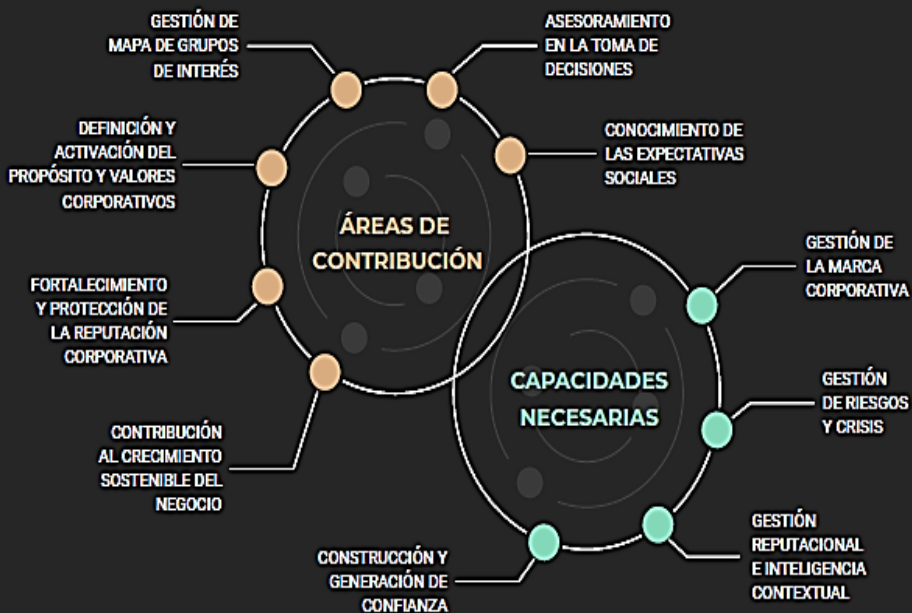 GESTIÓN DE
MAPA DE GRUPOS
DE INTERÉS
ASESORAMIENTO
EN LA TOMA DE
DECISIONES
DEFINICIÓN Y
ACTIVACIÓN DEL
PROPÓSITO Y VALORES
CORPORATIVOS
CONOCIMIENTO DE
LAS EXPECTATIVAS
SOCIALES
ÁREAS DE
CONTRIBUCIÓN
FORTALECIMIENTO
Y PROTECCIÓN DE
LA REPUTACIÓN
CORPORATIVA
GESTIÓN DE
LA MARCA
CORPORATIVA
CAPACIDADES
NECESARIAS
GESTIÓN
DE RIESGOS
Y CRISIS
CONTRIBUCIÓN
AL CRECIMIENTO
SOSTENIBLE DEL
NEGOCIO
CONSTRUCCIÓN Y
GENERACIÓN DE
CONFIANZA
GESTIÓN
REPUTACIONAL
E INTELIGENCIA
CONTEXTUAL